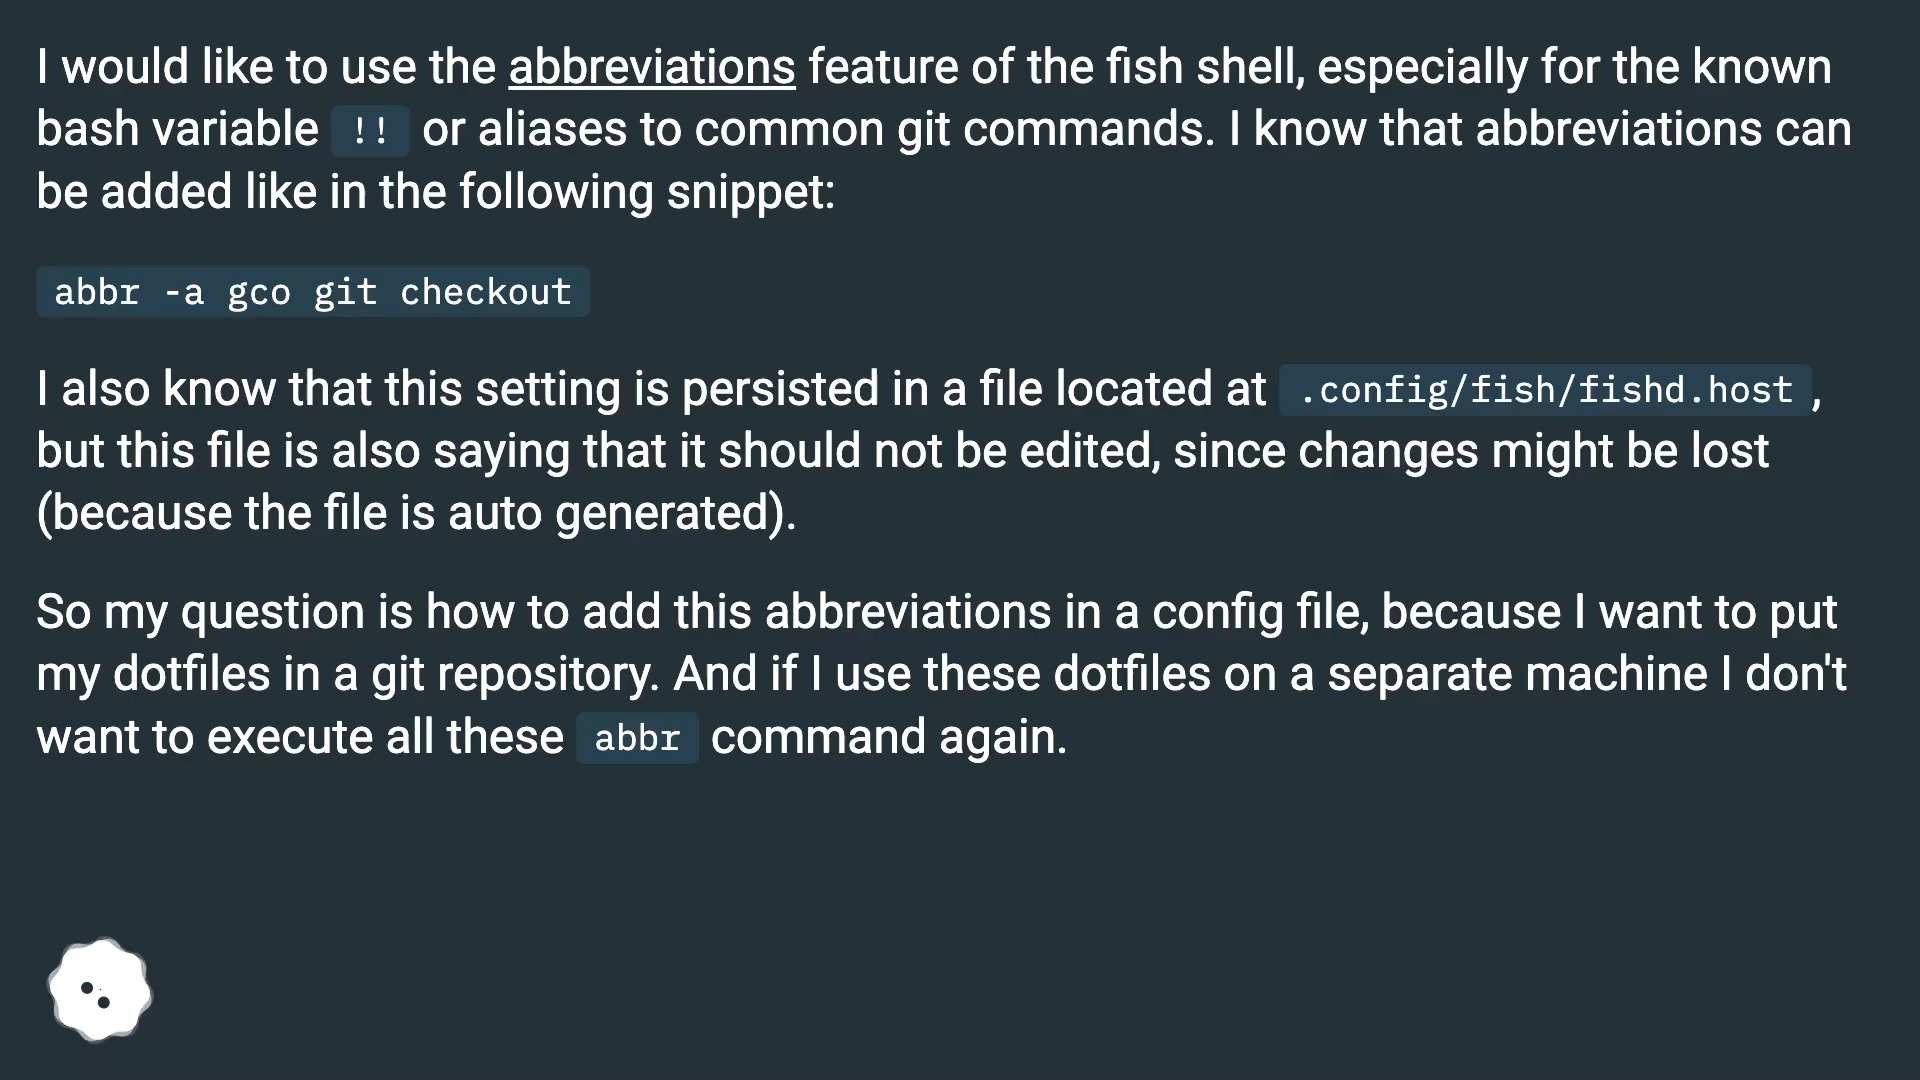 I would like to use the abbreviations feature of the fish shell, especially for the known
bash variable !! or aliases to common git commands. I know that abbreviations can
be added like in the following snippet:
abbr -a gco git checkout
I also know that this setting is persisted in a file located at .config/fish/fishd.host,
but this file is also saying that it should not be edited, since changes might be lost
(because the file is auto generated).
So my question is how to add this abbreviations in a config file, because I want to put
my dotfiles in a git repository. And if I use these dotfiles on a separate machine I don't
want to execute all these abbr command again.